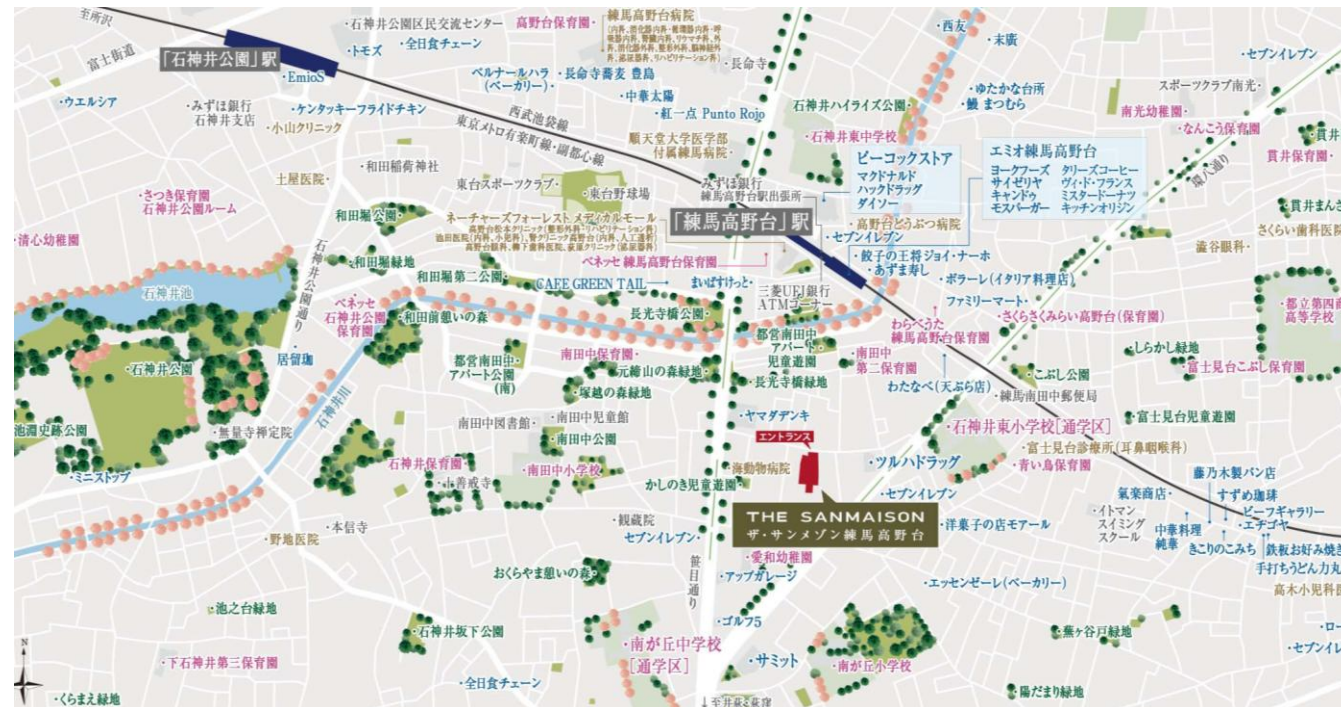 至所沢
富士街道
「石神井公園」駅
・石神井公園区民交流センター
・トモズ
・全日食チェーン
高野台保育園・
練馬高野台病院
・長命寺
・西友
・末廣
・セブンイレブン
・EmioS
ベルナールハラ
(ベーカリー)・
・長命寺蕎麦 豊島
・中華太陽
・紅一点 Punto Rojo
・ゆたかな台所
・鰻 まつむら
スポーツクラブ南光・
・ウエルシア
みずほ銀行
石神井支店
・ケンタッキーフライドチキン
・小山クリニック
西武池袋線
東京メトロ有楽町線・副都心線
順天堂大学医学部
付属練馬病院
石神井ハイライズ公園・
・石神井東中学校
南光幼稚園・
・なんこう保育園
環八通り
・貫井
貫井保育園・
ピーコックストア
マクドナルド
ハックドラッグ
ダイソー
エミオ練馬高野台
ヨークフーズ
サイゼリヤ
キャンドゥ
モスバーガー
タリーズコーヒー
ヴィ・ド・フランス
ミスタードーナツ
キッチンオリジン
・和田稲荷神社
土屋医院・
東台スポーツクラブ・
・東台野球場
みずほ銀行
練馬高野台駅出張所
「練馬高野台」駅
・さつき保育園
石神井公園ルーム
・清心幼稚園
和田堀公園・
ネーチャーズフォーレスト メディカルモール
・高野台どうぶつ病院
・セブンイレブン
・貫井まんさ
さくらい歯科医院
澁谷眼科・
石神井池
石神井公園通り
・和田堀緑地
和田堀第二公園・
ベネッセ 練馬高野台保育園
・餃子の王将ジョイ・ナーホ
・あずま寿し
・ポラーレ(イタリア料理店)
CAFE GREEN TAIL
まいばすけっと・
三菱UFJ銀行
ATMコーナー
ファミリーマート・
・さくらさくみらい高野台(保育園)
ベネッセ
石神井公園
保育園
・和田前憩いの森
長光寺橋公園・
わらべうた
練馬高野台保育園
・都立第四商
高等学校
・居留珈
都営南田中
アパート公園
(南)
南田中保育園・
・元締山の森緑地
都営南田中
アパート
児童遊園
・南田中
第二保育園
・しらかし緑地
・富士見台こぶし保育園
・石神井公園
・塚越の森緑地
・長光寺橋緑地
わたなべ(天ぷら店)
・こぶし公園
・練馬南田中郵便局
石神井川
池淵史跡公園
・無量寺禅定院
南田中図書館・
・南田中児童館
・南田中公園
・ヤマダデンキ
エントランス
・石神井東小学校[通学区]
・富士見台児童遊園
・富士見台診療所(耳鼻咽喉科)
・ミニストップ
石神井保育園・
・十善戒寺
・南田中小学校
・海動物病院
かしのき児童遊園・
・ツルハドラッグ
・青い鳥保育園
藤乃木製パン店
氣楽商店・
すずめ珈琲
ビーフギャラリー
・イトマン
スイミング
スクール
・エチゴヤ
THE SANMAISON
ザ・サンメゾン練馬高野台
・セブンイレブン
・洋菓子の店モアール
中華料理
純華
きこりのこみち
鉄板お好み焼き
手打ちうどん力丸
・本信寺
・野地医院
・観蔵院
セブンイレブン・
笹目通り
・愛和幼稚園
・アップガレージ
・エッセンゼーレ(ベーカリー)
高木小児科医
おくらやま憩いの森・
・池之台緑地
・石神井坂下公園
・ゴルフ5
・蕪ヶ谷戸緑地
・ロー
・セブンイレ
・南が丘中学校
[通学区]
・サミット
・南が丘小学校
・下石神井第三保育園
・全日食チェーン
N
・くらまえ緑地
↓至井荻・荻窪
・陽だまり緑地